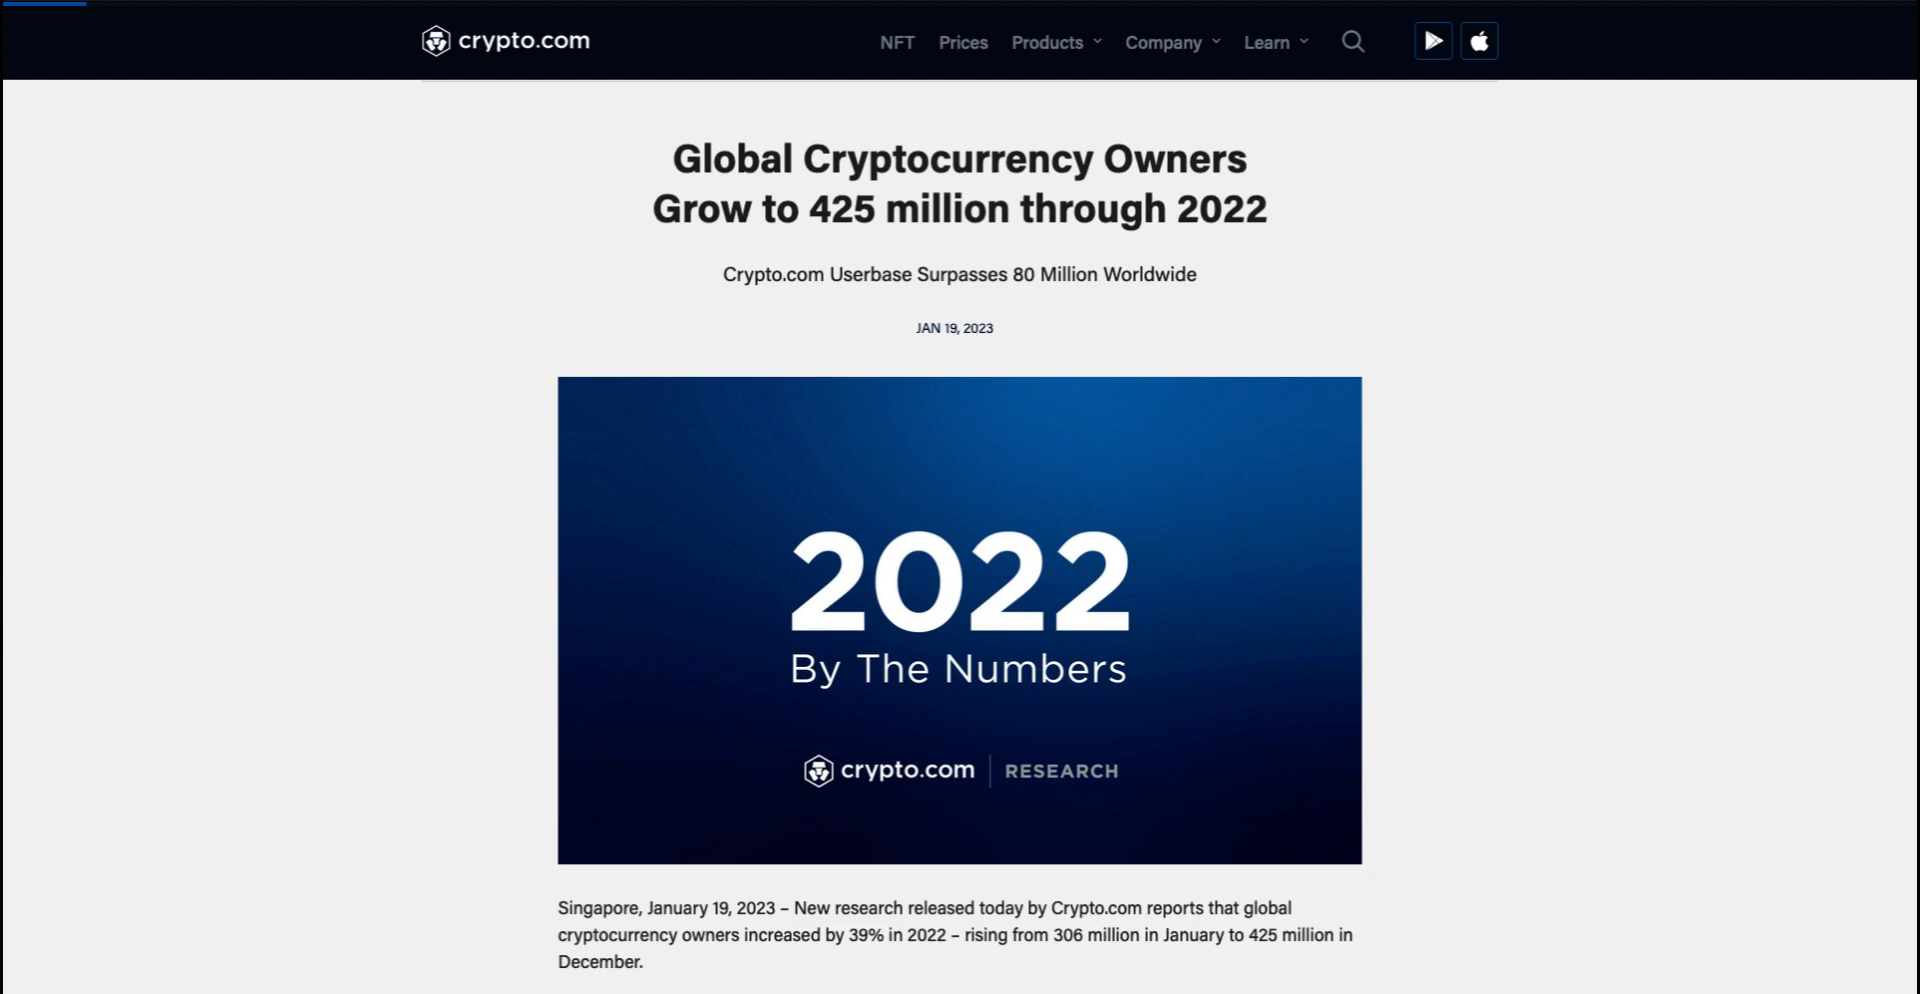 crypto.com
NFT Prices Products Company Learn
Global Cryptocurrency Owners
Grow to 425 million through 2022
Crypto.com Userbase Surpasses 80 Million Worldwide
JAN 19, 2023
2022
By The Numbers
crypto.com | RESEARCH
Singapore, January 19, 2023 – New research released today by Crypto.com reports that global
cryptocurrency owners increased by 39% in 2022 – rising from 306 million in January to 425 million in
December.